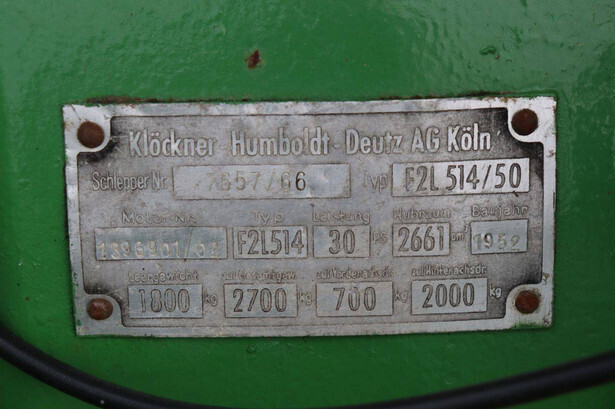 Klöckner - Humboldt - Deutz AG Köln
Schlepper Nr. 7657/66 Typ F2L 514/50
Motor-Nr. Typ Leistung Hubraum Baujahr
F2L514 30 PS 2661 cm³ 1952
Leergewicht zul. Gesamtgew. zul. Vorderachsdr. zul. Hinterachsdr.
1800 kg 2700 kg 700 kg 2000 kg